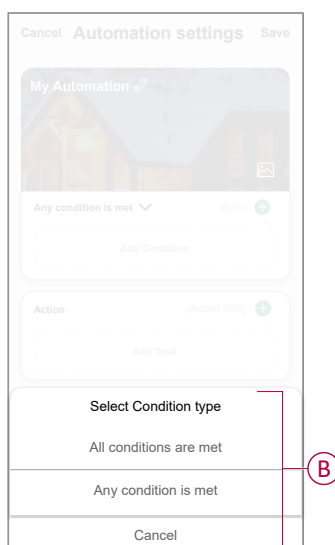 Cancel Automation settings Save
My Automation
Any condition is met (0/10)
Add Condition
Action (Added 0/90)
Add Task
Select Condition type
All conditions are met
B
Any condition is met
Cancel